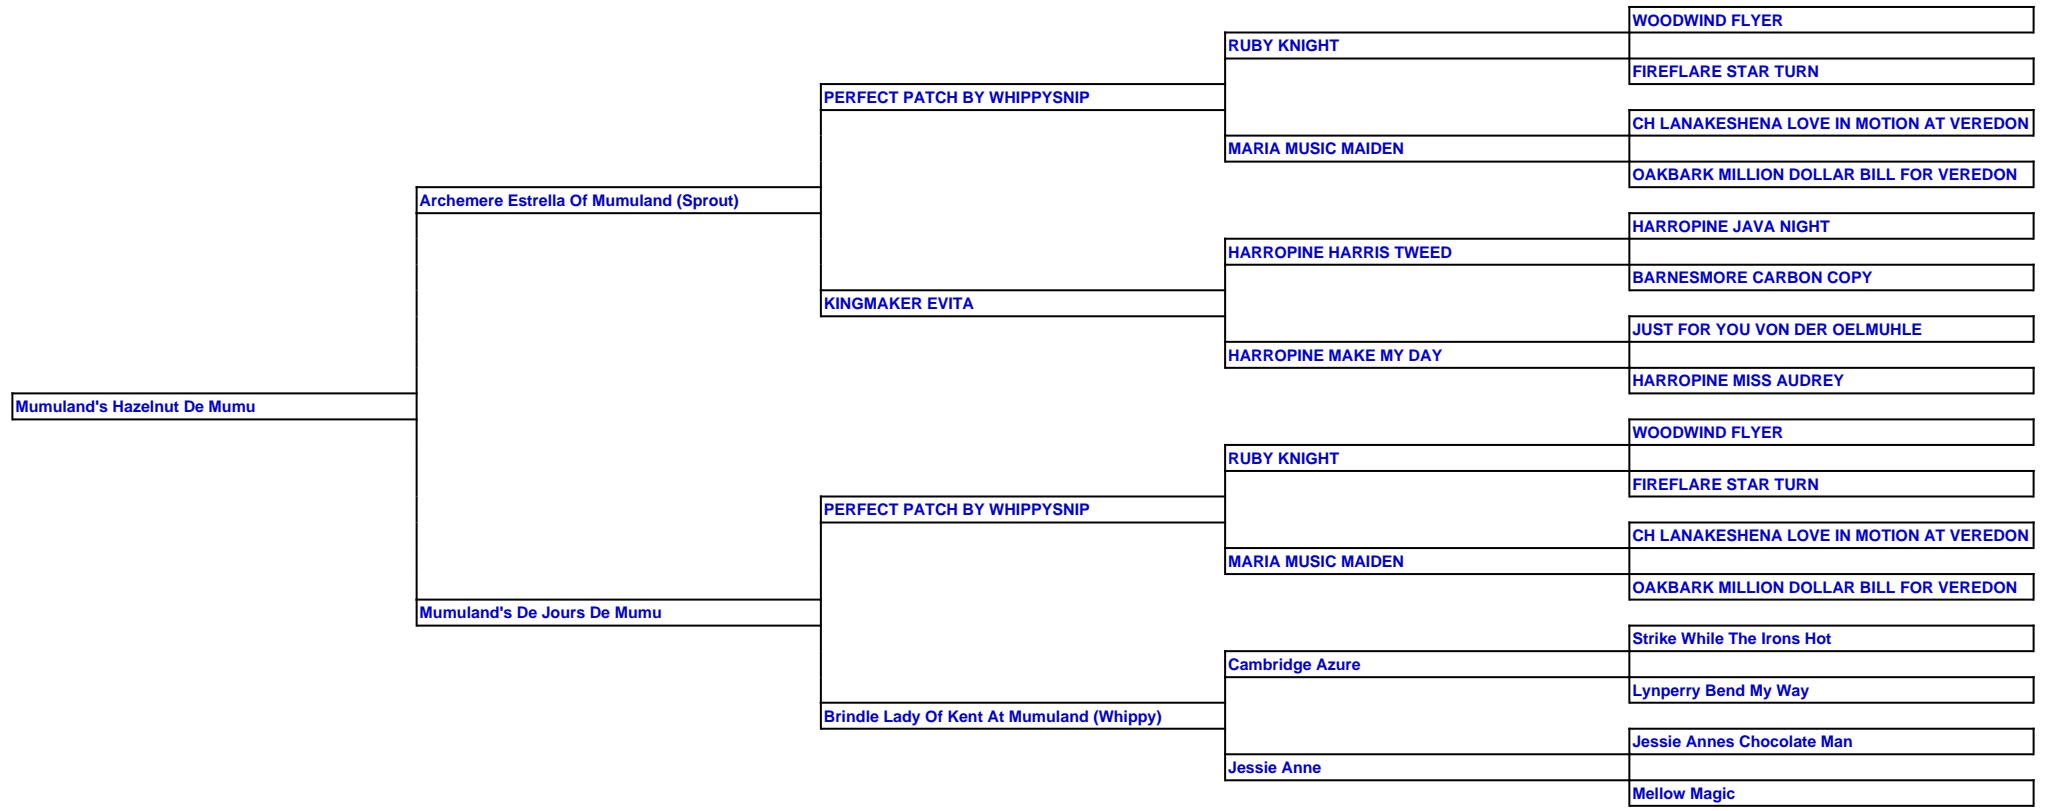 WOODWIND FLYER
RUBY KNIGHT
FIREFLARE STAR TURN
PERFECT PATCH BY WHIPPYSNIP
CH LANAKESHENA LOVE IN MOTION AT VEREDON
MARIA MUSIC MAIDEN
OAKBARK MILLION DOLLAR BILL FOR VEREDON
Archemere Estrella Of Mumuland (Sprout)
HARROPINE JAVA NIGHT
HARROPINE HARRIS TWEED
BARNESMORE CARBON COPY
KINGMAKER EVITA
JUST FOR YOU VON DER OELMUHLE
HARROPINE MAKE MY DAY
HARROPINE MISS AUDREY
Mumuland's Hazelnut De Mumu
WOODWIND FLYER
RUBY KNIGHT
FIREFLARE STAR TURN
PERFECT PATCH BY WHIPPYSNIP
CH LANAKESHENA LOVE IN MOTION AT VEREDON
MARIA MUSIC MAIDEN
OAKBARK MILLION DOLLAR BILL FOR VEREDON
Mumuland's De Jours De Mumu
Strike While The Irons Hot
Cambridge Azure
Lynperry Bend My Way
Brindle Lady Of Kent At Mumuland (Whippy)
Jessie Annes Chocolate Man
Jessie Anne
Mellow Magic